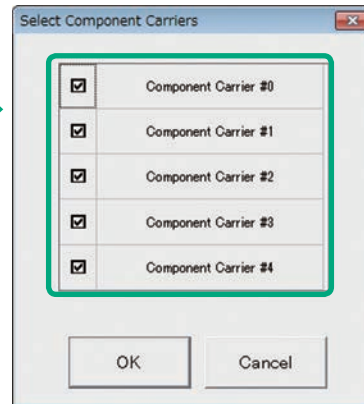 Select Component Carriers
Component Carrier #0
Component Carrier #1
Component Carrier #2
Component Carrier #3
Component Carrier #4
OK Cancel